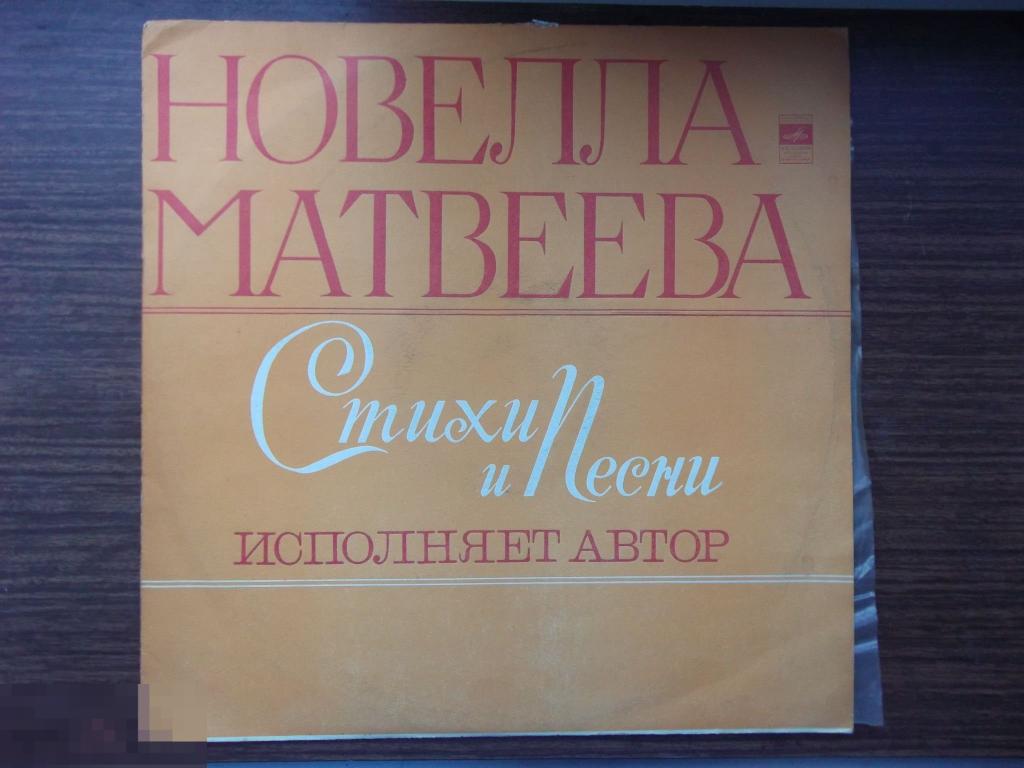 НОВЕЛЛА
МАТВЕЕВА
Стихи
и Песни
ИСПОЛНЯЕТ АВТОР